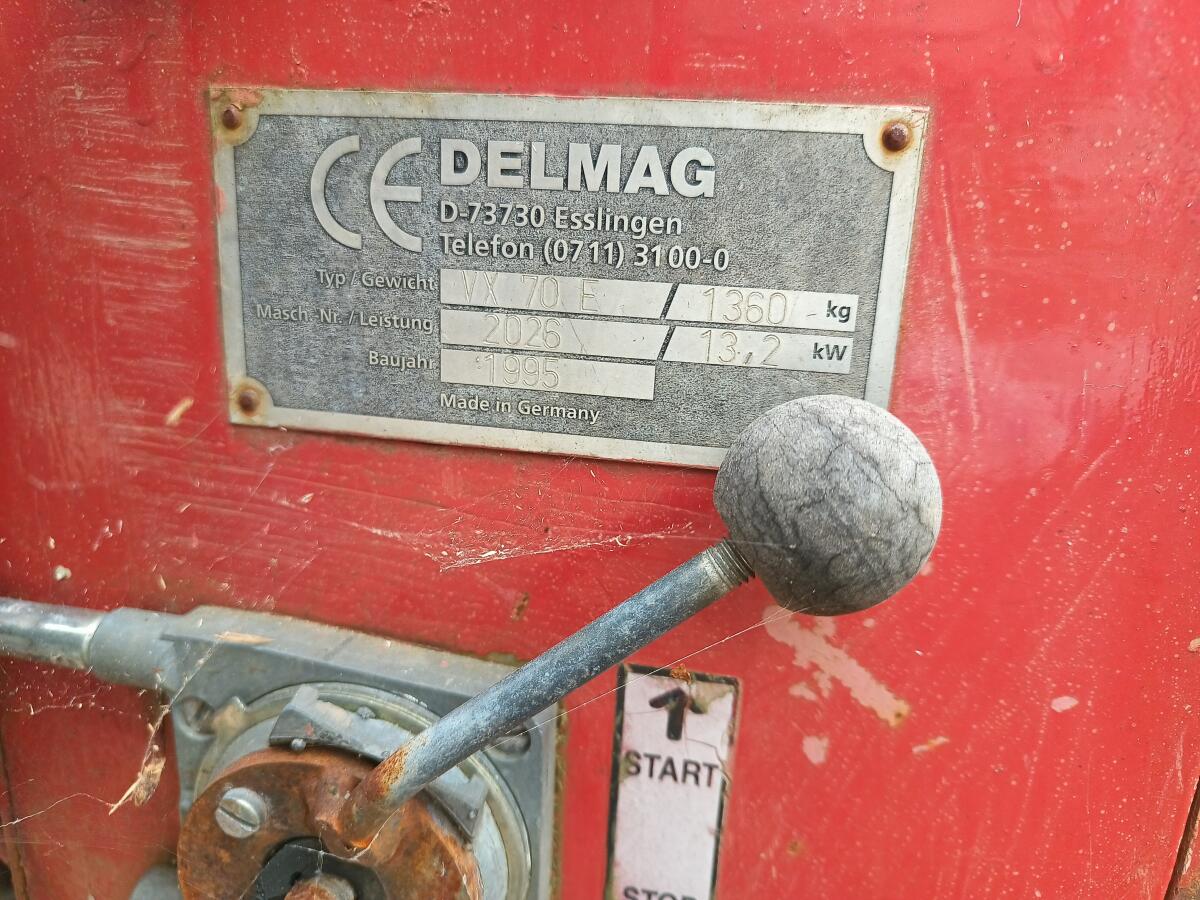 CE DELMAG
D-73730 Esslingen
Telefon (0711) 3100-0
Typ / Gewicht VX 70 E / 1360 kg
Masch.-Nr. / Leistung 2026 / 13,2 kW
Baujahr 1995
Made in Germany
START
STOP